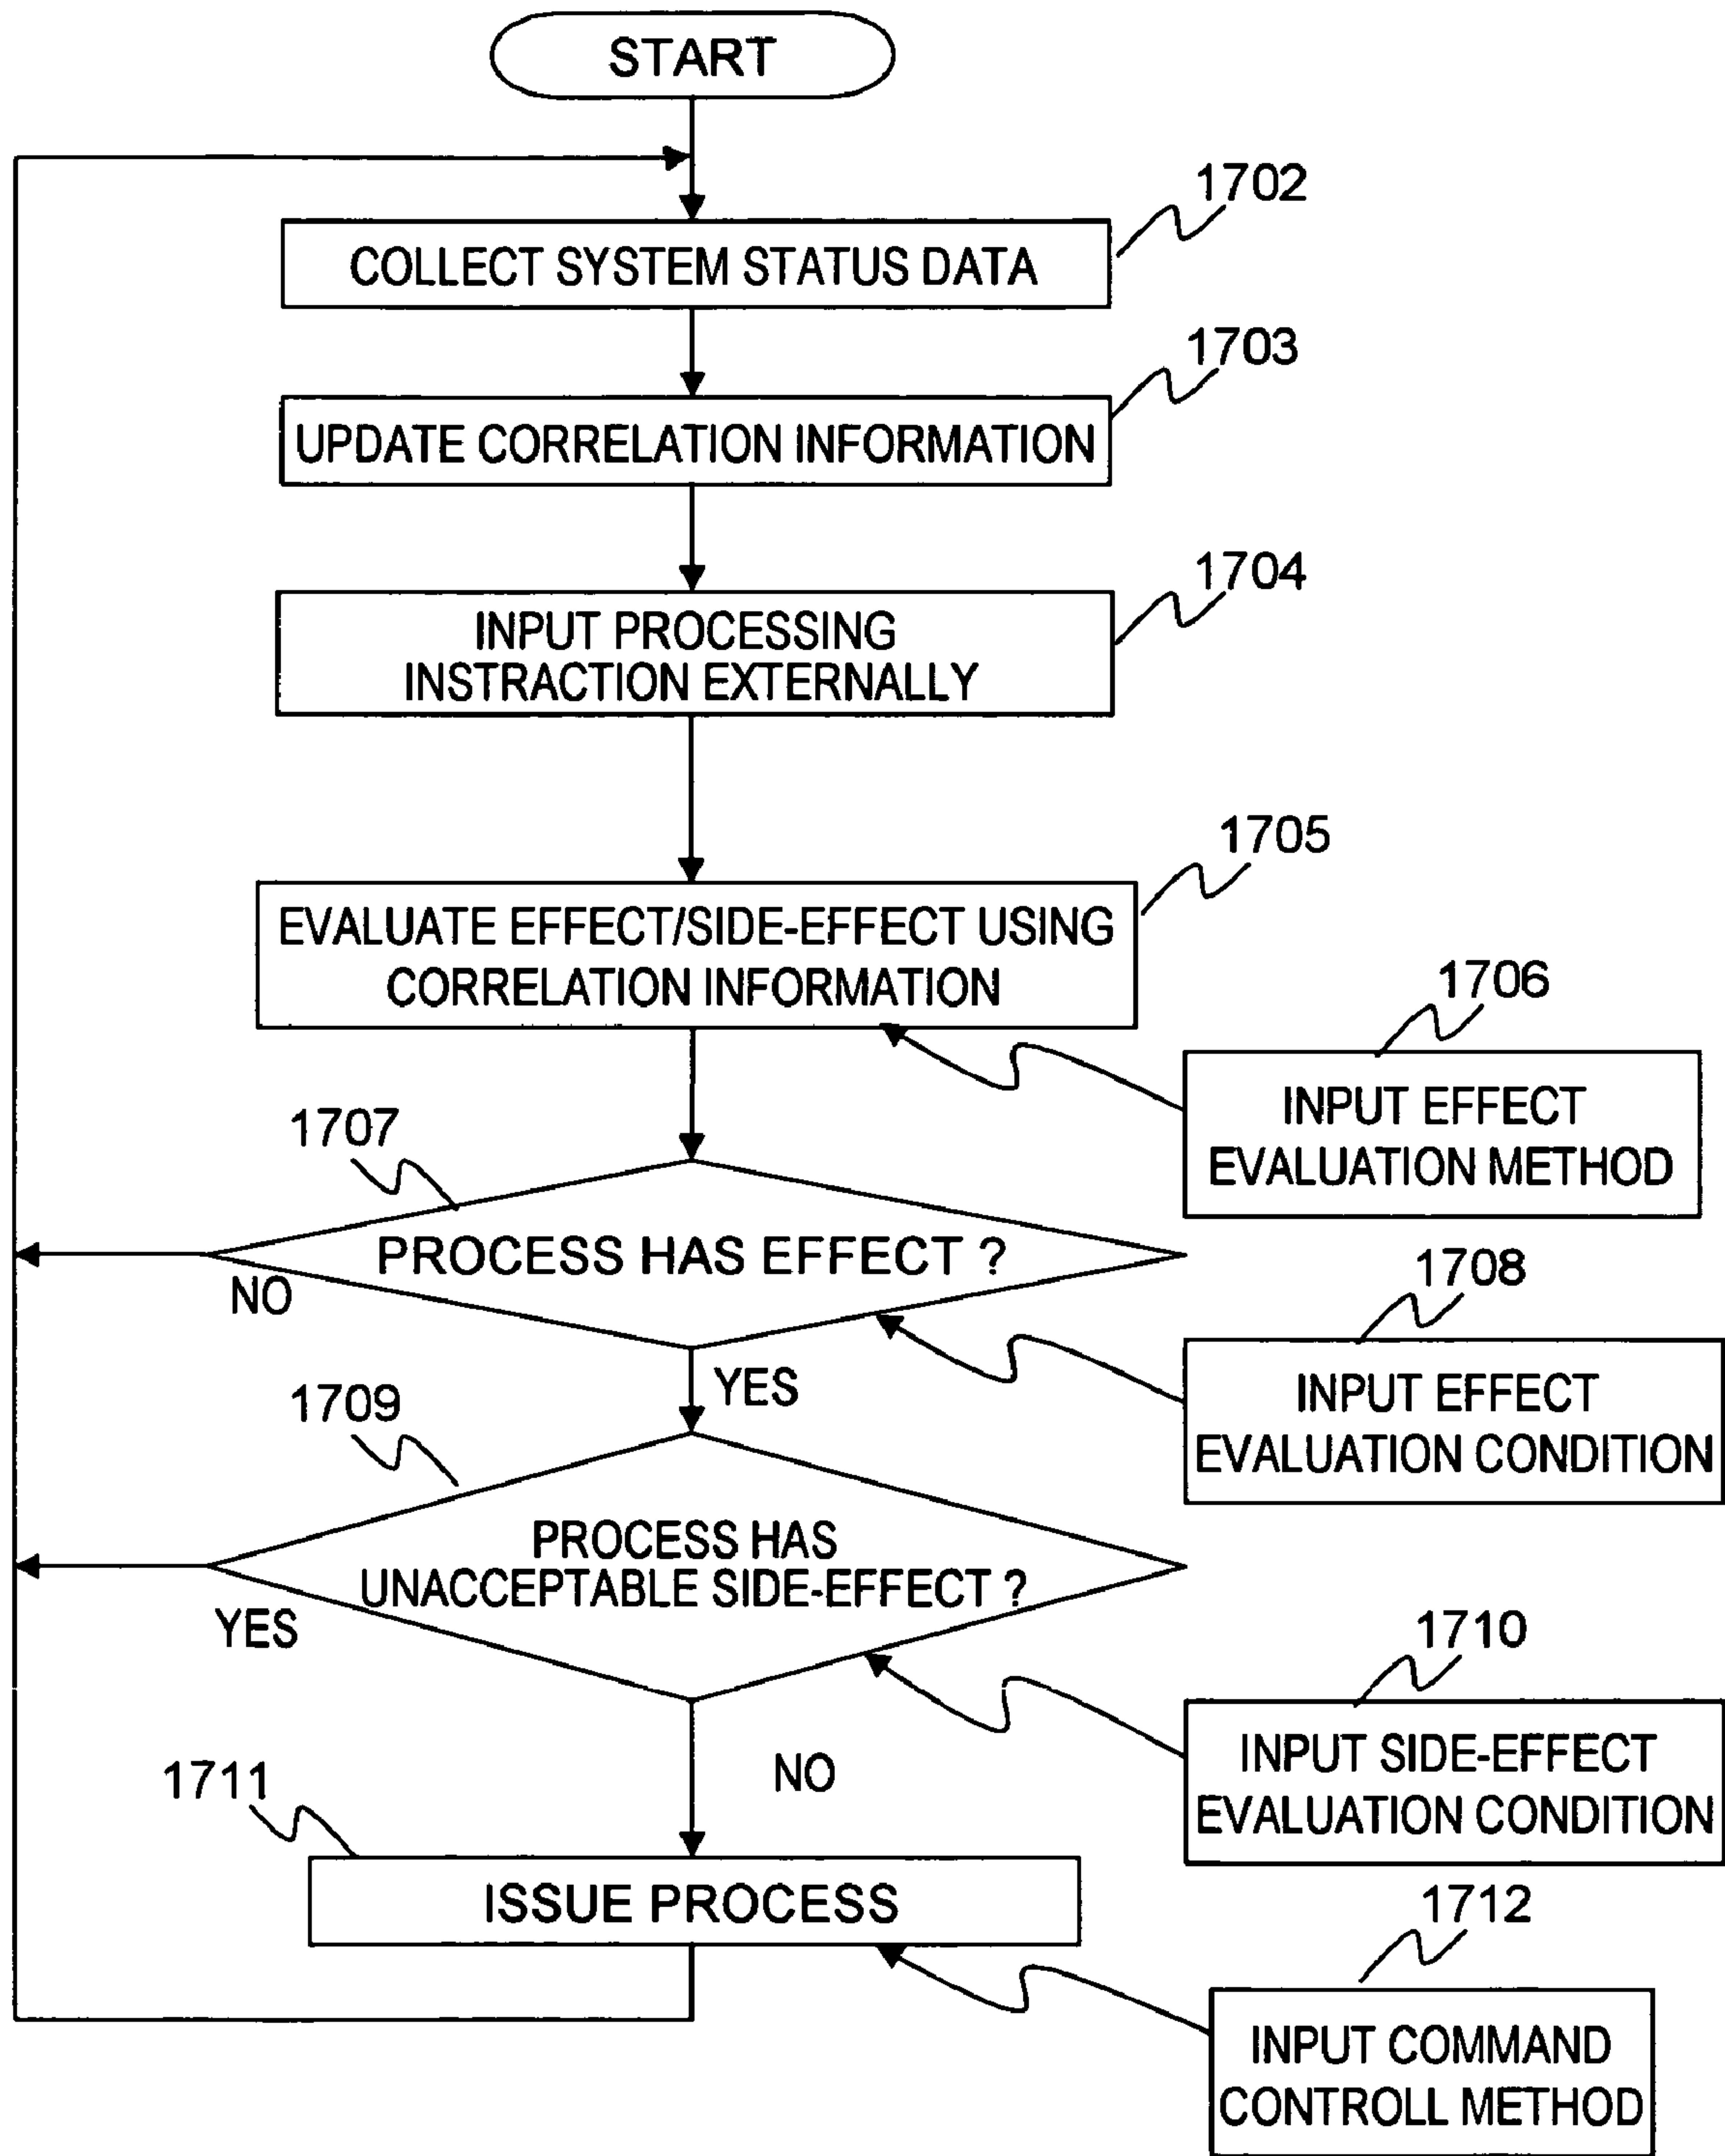 START
1702
COLLECT SYSTEM STATUS DATA
1703
UPDATE CORRELATION INFORMATION
1704
INPUT PROCESSING
INSTRACTION EXTERNALLY
1705
EVALUATE EFFECT/SIDE-EFFECT USING
CORRELATION INFORMATION
1706
INPUT EFFECT
EVALUATION METHOD
1707
PROCESS HAS EFFECT ?
NO
YES
1708
INPUT EFFECT
EVALUATION CONDITION
1709
PROCESS HAS
UNACCEPTABLE SIDE-EFFECT ?
YES
NO
1710
INPUT SIDE-EFFECT
EVALUATION CONDITION
1711
ISSUE PROCESS
1712
INPUT COMMAND
CONTROLL METHOD